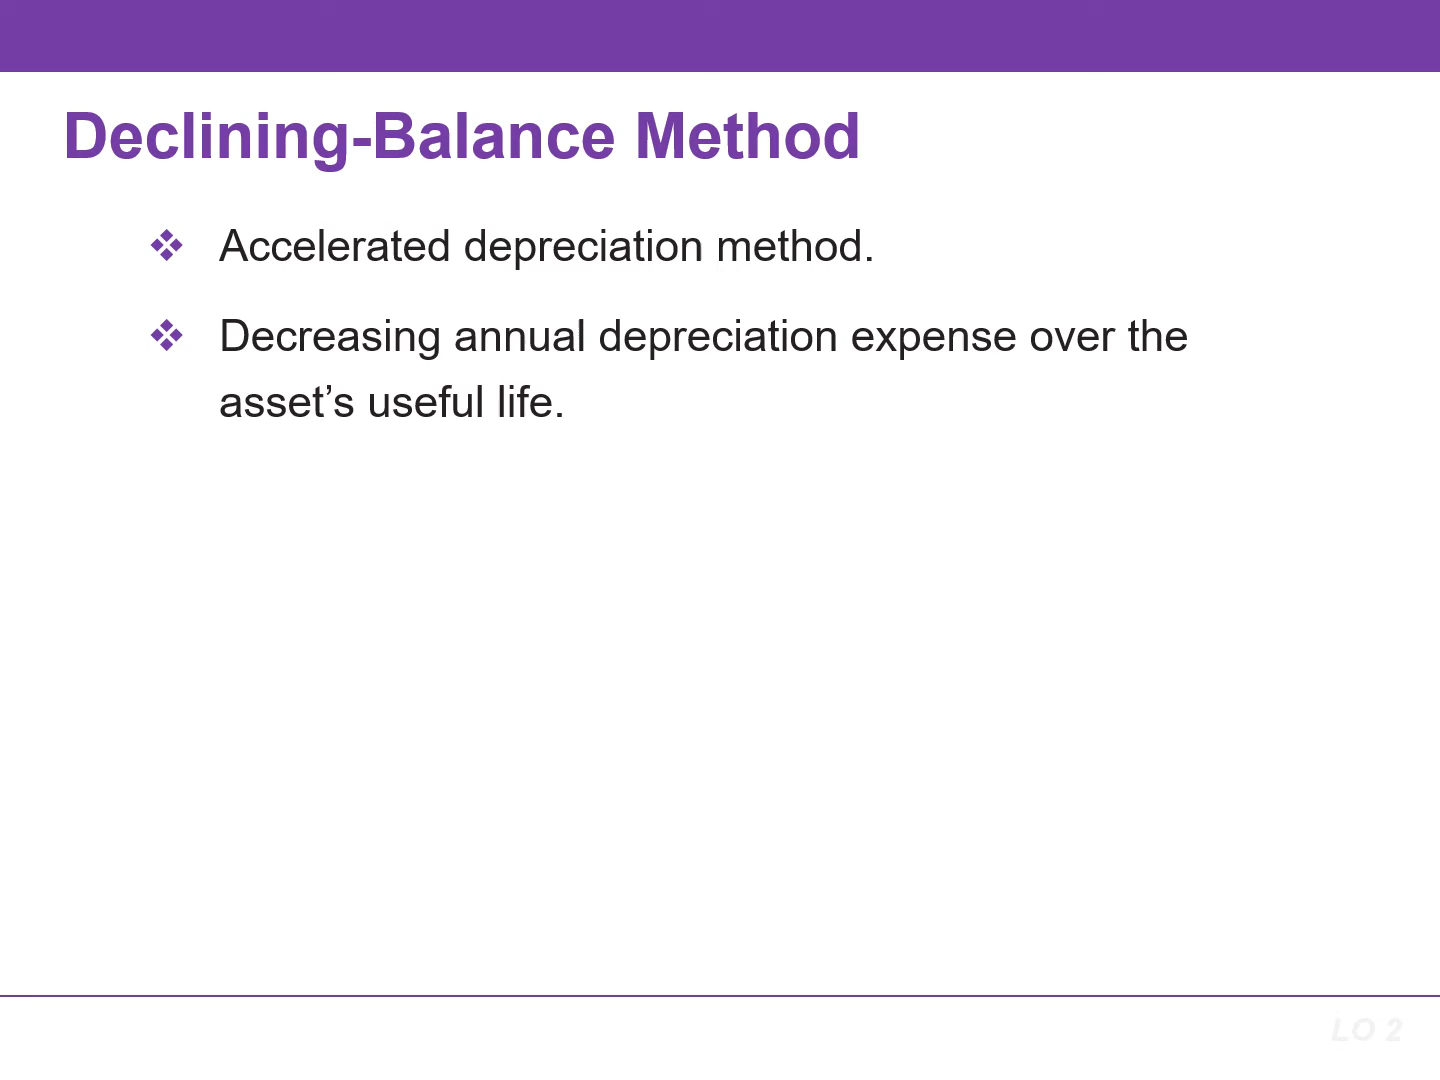 Declining-Balance Method
❖ Accelerated depreciation method.
❖ Decreasing annual depreciation expense over the
asset’s useful life.
LO 2